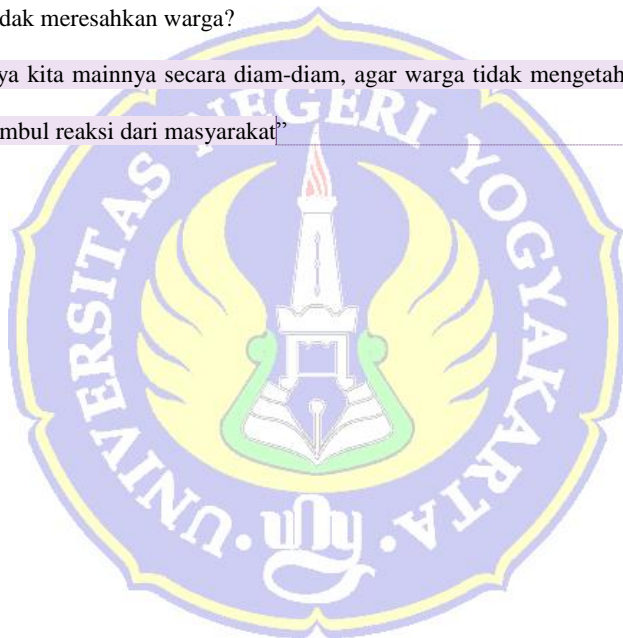 dak meresahkan warga?
ya kita mainnya secara diam-diam, agar warga tidak mengetah
mbul reaksi dari masyarakat”
UNIVERSITAS NEGERI YOGYAKARTA
uny